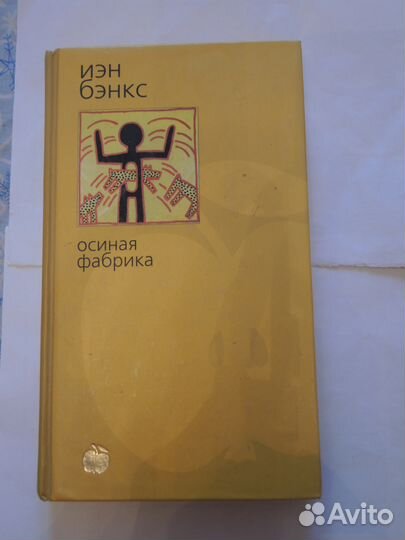 иэн
бэнкс
осиная
фабрика
Avito